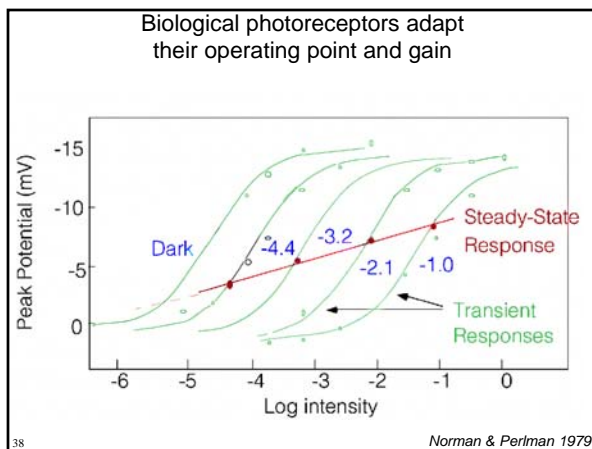 Biological photoreceptors adapt
their operating point and gain
Peak Potential (mV)
-15
-10
-5
0
Dark
-4.4
-3.2
-2.1
-1.0
Steady-State
Response
Transient
Responses
-6
-5
-4
-3
-2
-1
0
Log intensity
38
Norman & Perlman 1979